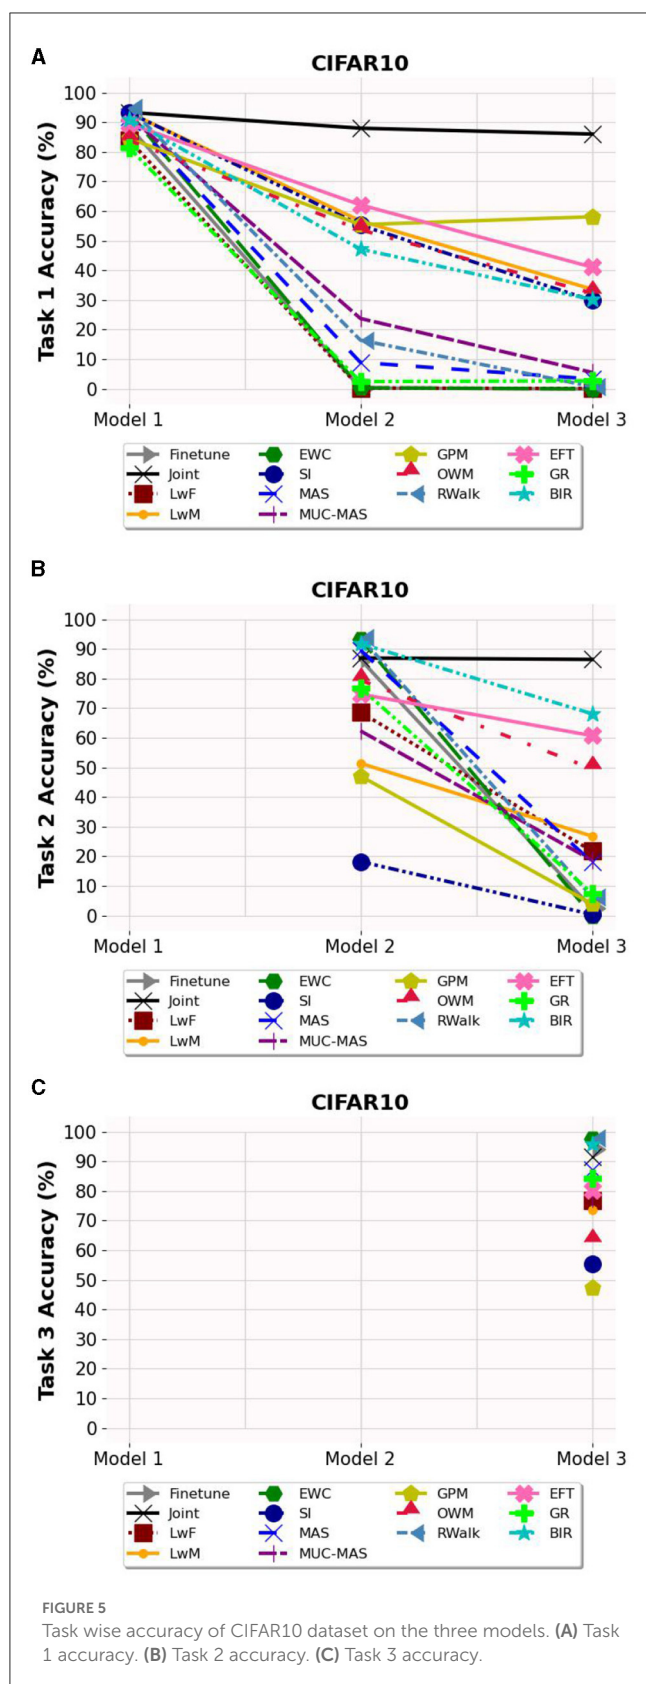 A
CIFAR10
Task 1 Accuracy (%)
100
90
80
70
60
50
40
30
20
10
0
Model 1 Model 2 Model 3
Finetune EWC GPM EFT
Joint SI OWM GR
LwF MAS RWalk BIR
LwM MUC-MAS
B
CIFAR10
Task 2 Accuracy (%)
100
90
80
70
60
50
40
30
20
10
0
Model 1 Model 2 Model 3
Finetune EWC GPM EFT
Joint SI OWM GR
LwF MAS RWalk BIR
LwM MUC-MAS
C
CIFAR10
Task 3 Accuracy (%)
100
90
80
70
60
50
40
30
20
10
0
Model 1 Model 2 Model 3
Finetune EWC GPM EFT
Joint SI OWM GR
LwF MAS RWalk BIR
LwM MUC-MAS
FIGURE 5
Task wise accuracy of CIFAR10 dataset on the three models. (A) Task
1 accuracy. (B) Task 2 accuracy. (C) Task 3 accuracy.